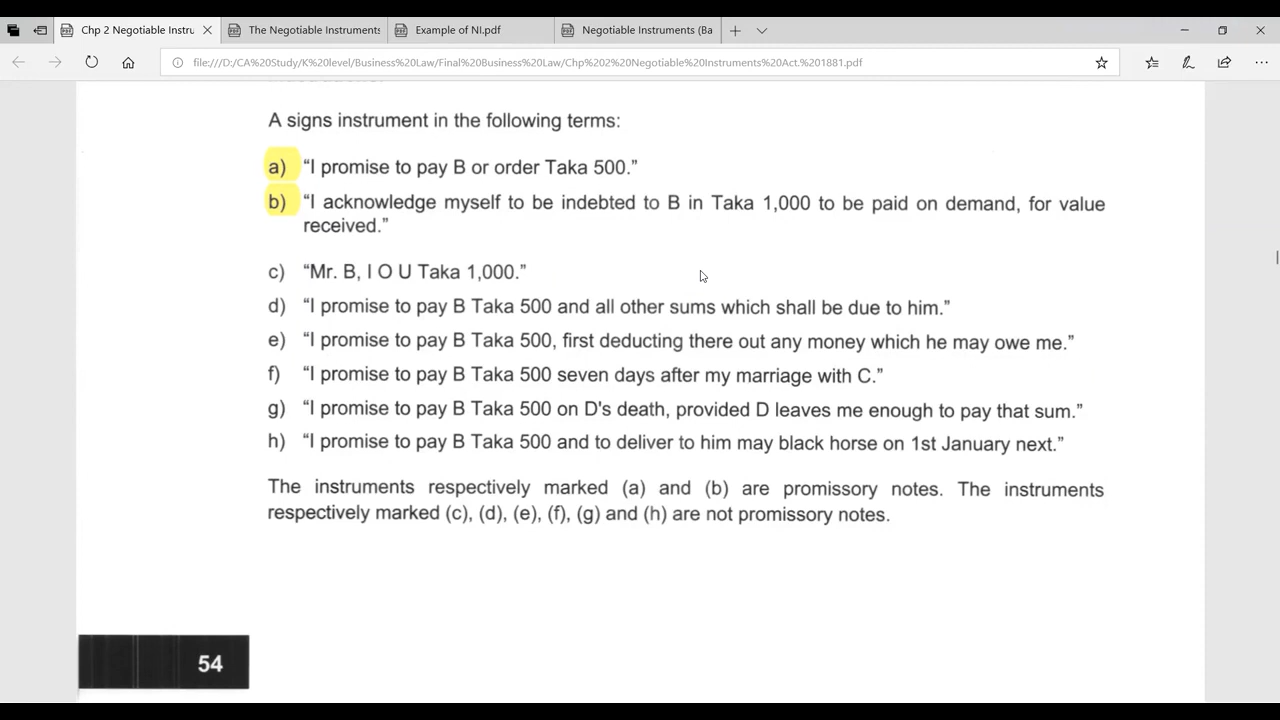 Chp 2 Negotiable Instru
The Negotiable Instruments
Example of NI.pdf
Negotiable Instruments (Ba
file:///D:/CA%20Study/K%20level/Business%20Law/Final%20Business%20Law/Chp%202%20Negotiable%20Instruments%20Act.%201881.pdf
A signs instrument in the following terms:
a) “I promise to pay B or order Taka 500.”
b) “I acknowledge myself to be indebted to B in Taka 1,000 to be paid on demand, for value
received.”
c) “Mr. B, I O U Taka 1,000.”
d) “I promise to pay B Taka 500 and all other sums which shall be due to him.”
e) “I promise to pay B Taka 500, first deducting there out any money which he may owe me.”
f) “I promise to pay B Taka 500 seven days after my marriage with C.”
g) “I promise to pay B Taka 500 on D's death, provided D leaves me enough to pay that sum.”
h) “I promise to pay B Taka 500 and to deliver to him may black horse on 1st January next.”
The instruments respectively marked (a) and (b) are promissory notes. The instruments
respectively marked (c), (d), (e), (f), (g) and (h) are not promissory notes.
54